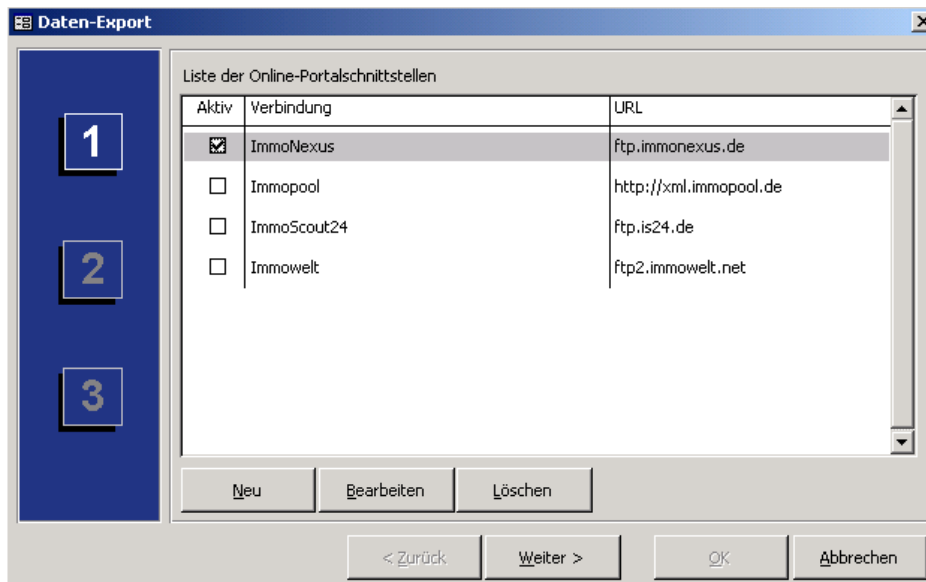 Daten-Export
1
2
3
Liste der Online-Portalschnittstellen
Aktiv Verbindung URL
ImmoNexus ftp.immonexus.de
Immopool http://xml.immopool.de
ImmoScout24 ftp.is24.de
Immowelt ftp2.immowelt.net
Neu Bearbeiten Löschen
< Zurück Weiter > OK Abbrechen